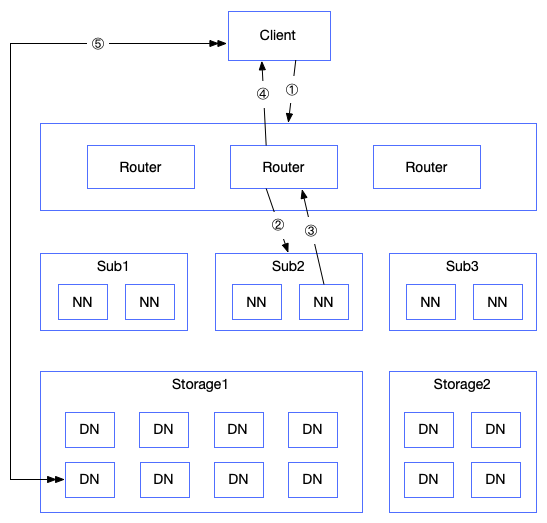 Client
⑤
④
①
Router Router Router
②
③
Sub1 Sub2 Sub3
NN NN NN NN NN NN
Storage1 Storage2
DN DN DN DN DN DN
DN DN DN DN DN DN